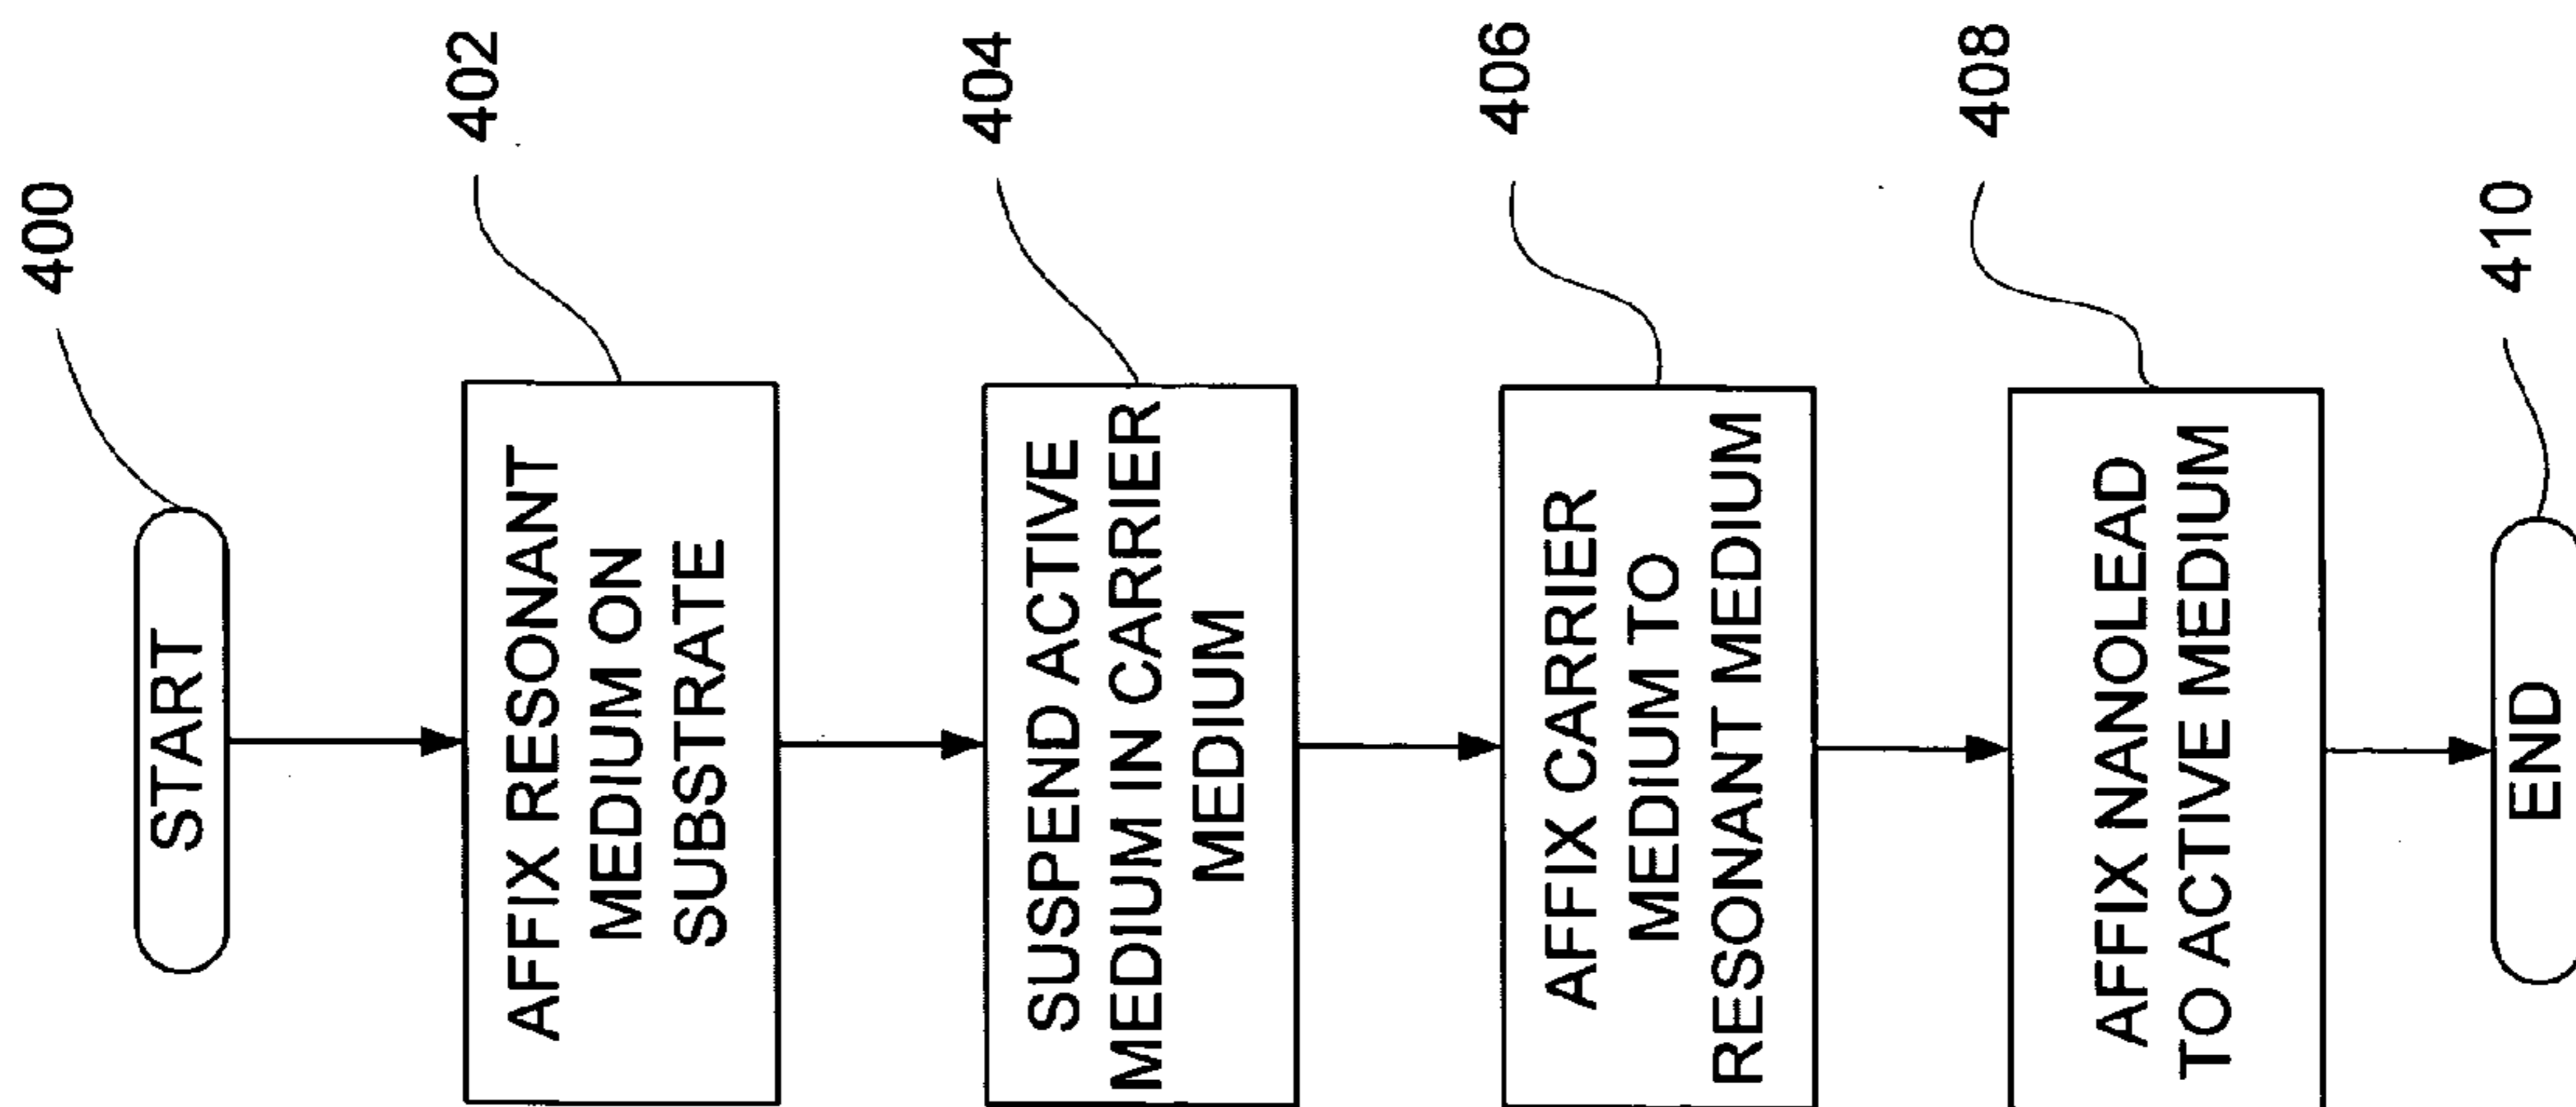 400
START
402
AFFIX RESONANT
MEDIUM ON
SUBSTRATE
404
SUSPEND ACTIVE
MEDIUM IN CARRIER
MEDIUM
406
AFFIX CARRIER
MEDIUM TO
RESONANT MEDIUM
408
AFFIX NANOLEAD
TO ACTIVE MEDIUM
410
END